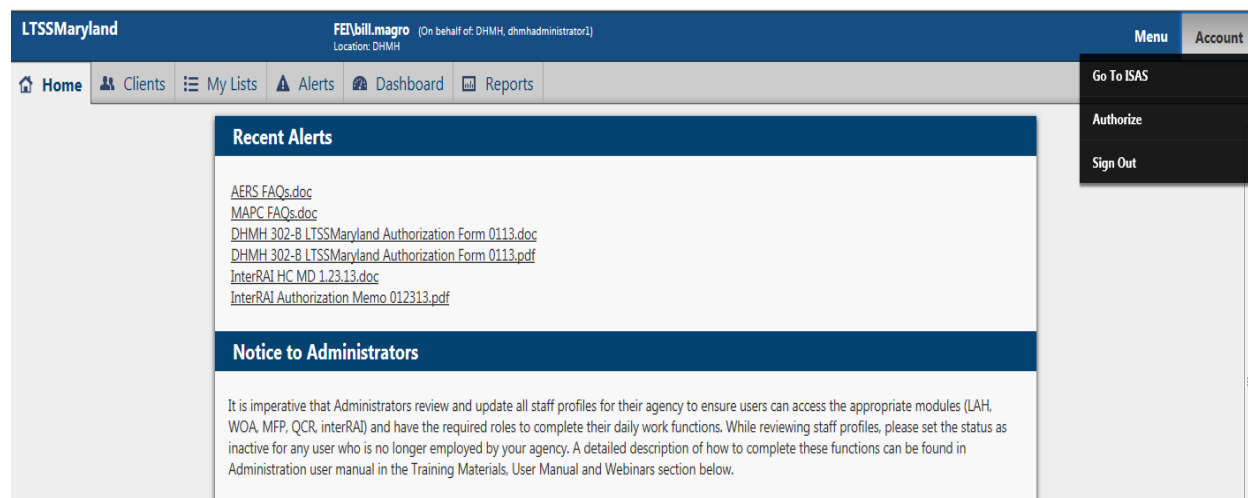 LTSSMaryland
FEI\bill.magro (On behalf of: DHMH, dhmhadministrator1)
Location: DHMH
Menu
Account
Home
Clients
My Lists
Alerts
Dashboard
Reports
Go To ISAS
Authorize
Sign Out
Recent Alerts
AERS FAQs.doc
MAPC FAQs.doc
DHMH 302-B LTSSMaryland Authorization Form 0113.doc
DHMH 302-B LTSSMaryland Authorization Form 0113.pdf
InterRAI HC MD 1.23.13.doc
InterRAI Authorization Memo 012313.pdf
Notice to Administrators
It is imperative that Administrators review and update all staff profiles for their agency to ensure users can access the appropriate modules (LAH,
WOA, MFP, QCR, interRAI) and have the required roles to complete their daily work functions. While reviewing staff profiles, please set the status as
inactive for any user who is no longer employed by your agency. A detailed description of how to complete these functions can be found in
Administration user manual in the Training Materials, User Manual and Webinars section below.